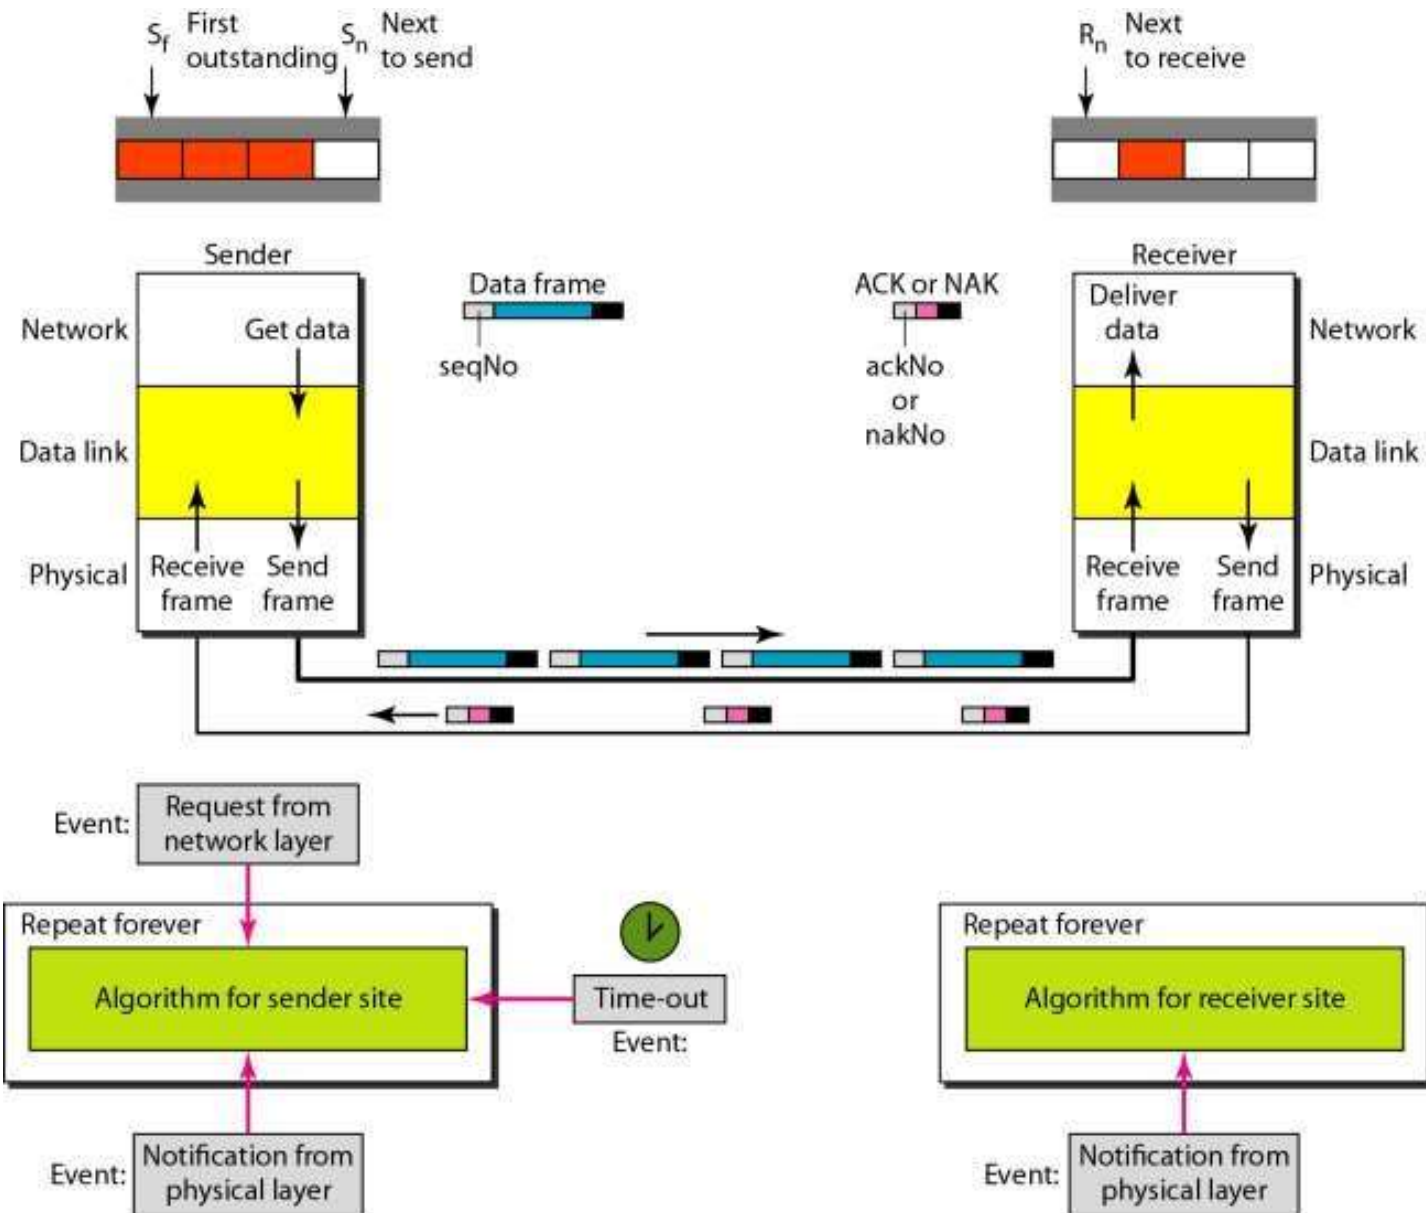 Sf First
outstanding
Sn Next
to send
Rn Next
to receive
Sender
Receiver
Data frame
seqNo
ACK or NAK
ackNo
or
nakNo
Network
Get data
Deliver
data
Network
Data link
Data link
Physical
Receive
frame
Send
frame
Receive
frame
Send
frame
Physical
Event:
Request from
network layer
Repeat forever
Algorithm for sender site
Time-out
Event:
Event:
Notification from
physical layer
Repeat forever
Algorithm for receiver site
Event:
Notification from
physical layer